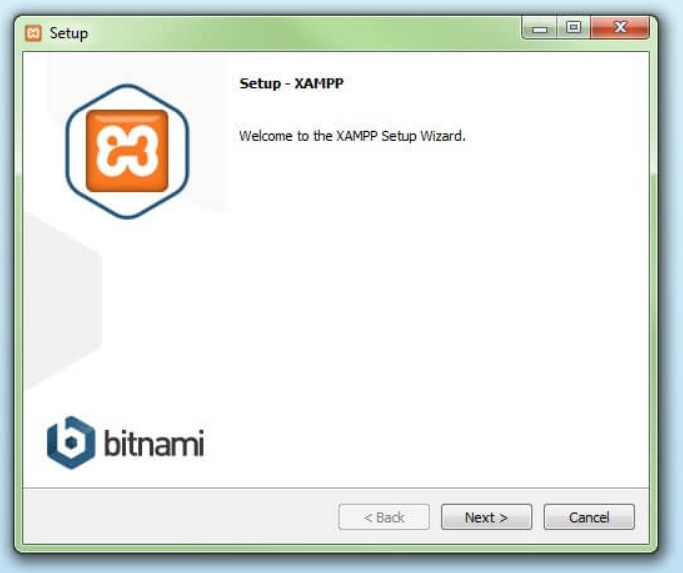 Setup
Setup - XAMPP
Welcome to the XAMPP Setup Wizard.
bitnami
< Back
Next >
Cancel